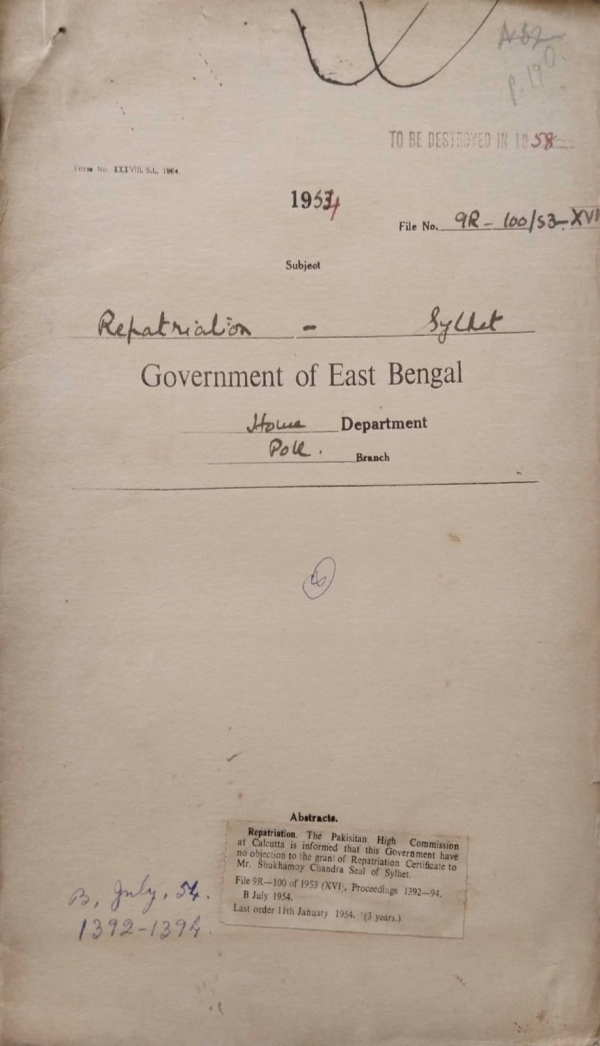 A-52
p. 190.
TO BE DESTROYED IN 1958
Form No. XXXVIII, S.I., 1964
1954
File No. 9R-100/53-XVI
Subject
Repatriation - Sylhet
Government of East Bengal
Home Department
Poll. Branch
Abstracts.
Repatriation. The Pakisitan High Commission
at Calcutta is informed that this Government have
no objection to the grant of Repatriation Certificate to
Mr. Shukhamoy Chandra Seal of Sylhet.
File 9R—100 of 1953 (XVI), Proceedings 1392—94.
B July 1954.
Last order 11th January 1954. (3 years.)
B, July, 54.
1392-1394.